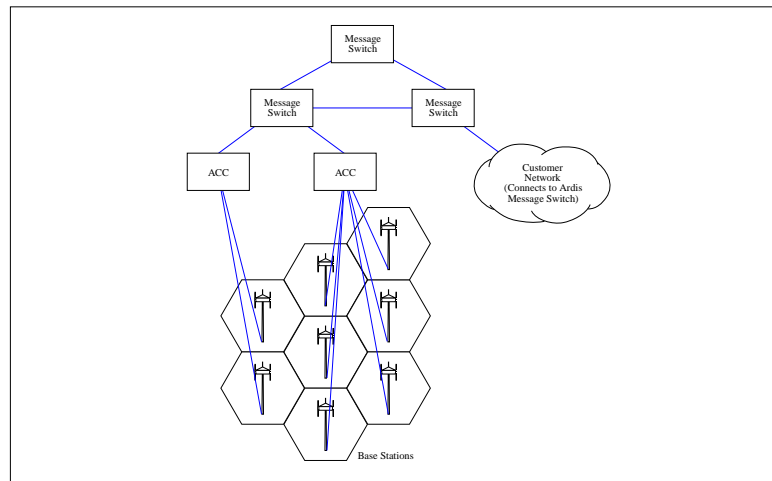 Message
Switch
Message
Switch
Message
Switch
ACC
ACC
Customer
Network
(Connects to Ardis
Message Switch)
Base Stations